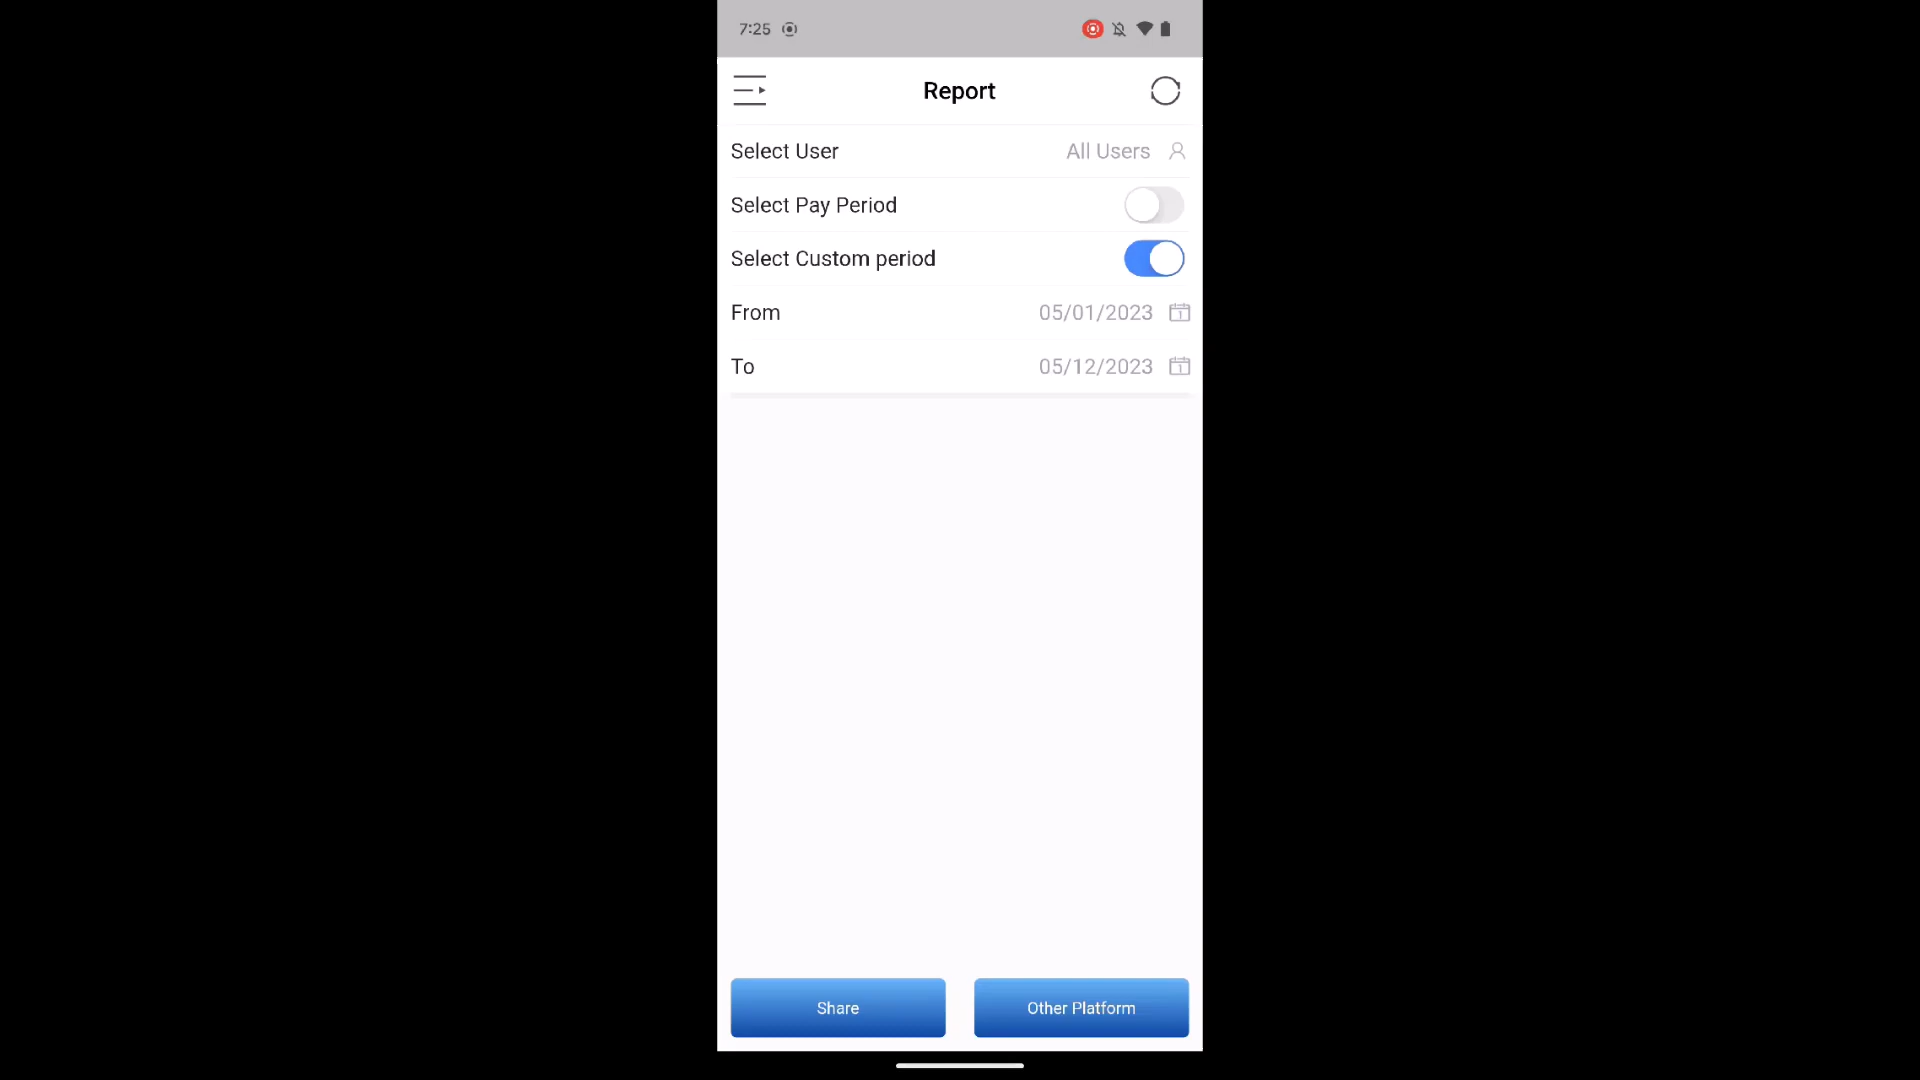 7:25
Report
Select User All Users
Select Pay Period
Select Custom period
From 05/01/2023
To 05/12/2023
Share Other Platform